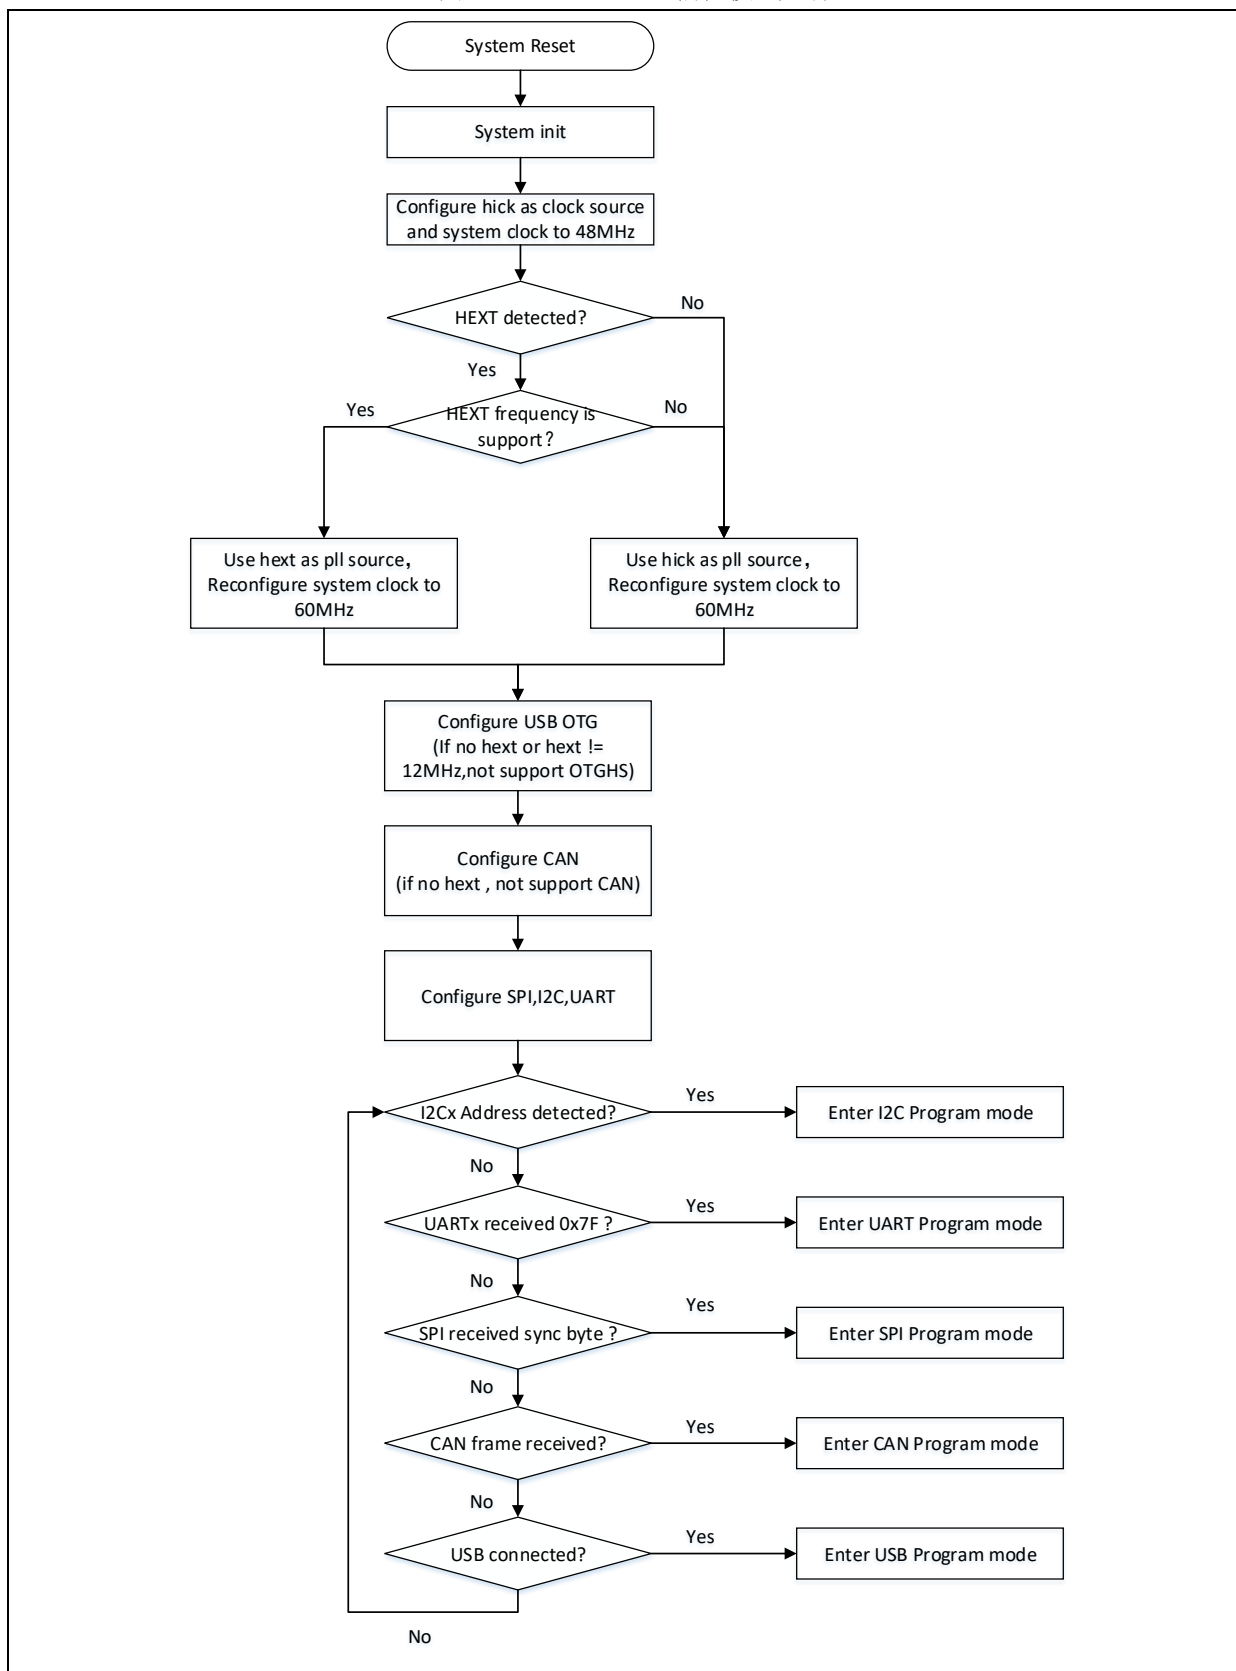 System Reset
System init
Configure hick as clock source
and system clock to 48MHz
HEXT detected?
No
Yes
HEXT frequency is
support？
Yes
No
Use hext as pll source，
Reconfigure system clock to
60MHz
Use hick as pll source，
Reconfigure system clock to
60MHz
Configure USB OTG
(If no hext or hext !=
12MHz,not support OTGHS)
Configure CAN
(if no hext , not support CAN)
Configure SPI,I2C,UART
I2Cx Address detected?
Yes
Enter I2C Program mode
No
UARTx received 0x7F ?
Yes
Enter UART Program mode
No
SPI received sync byte ?
Yes
Enter SPI Program mode
No
CAN frame received?
Yes
Enter CAN Program mode
No
USB connected?
Yes
Enter USB Program mode
No